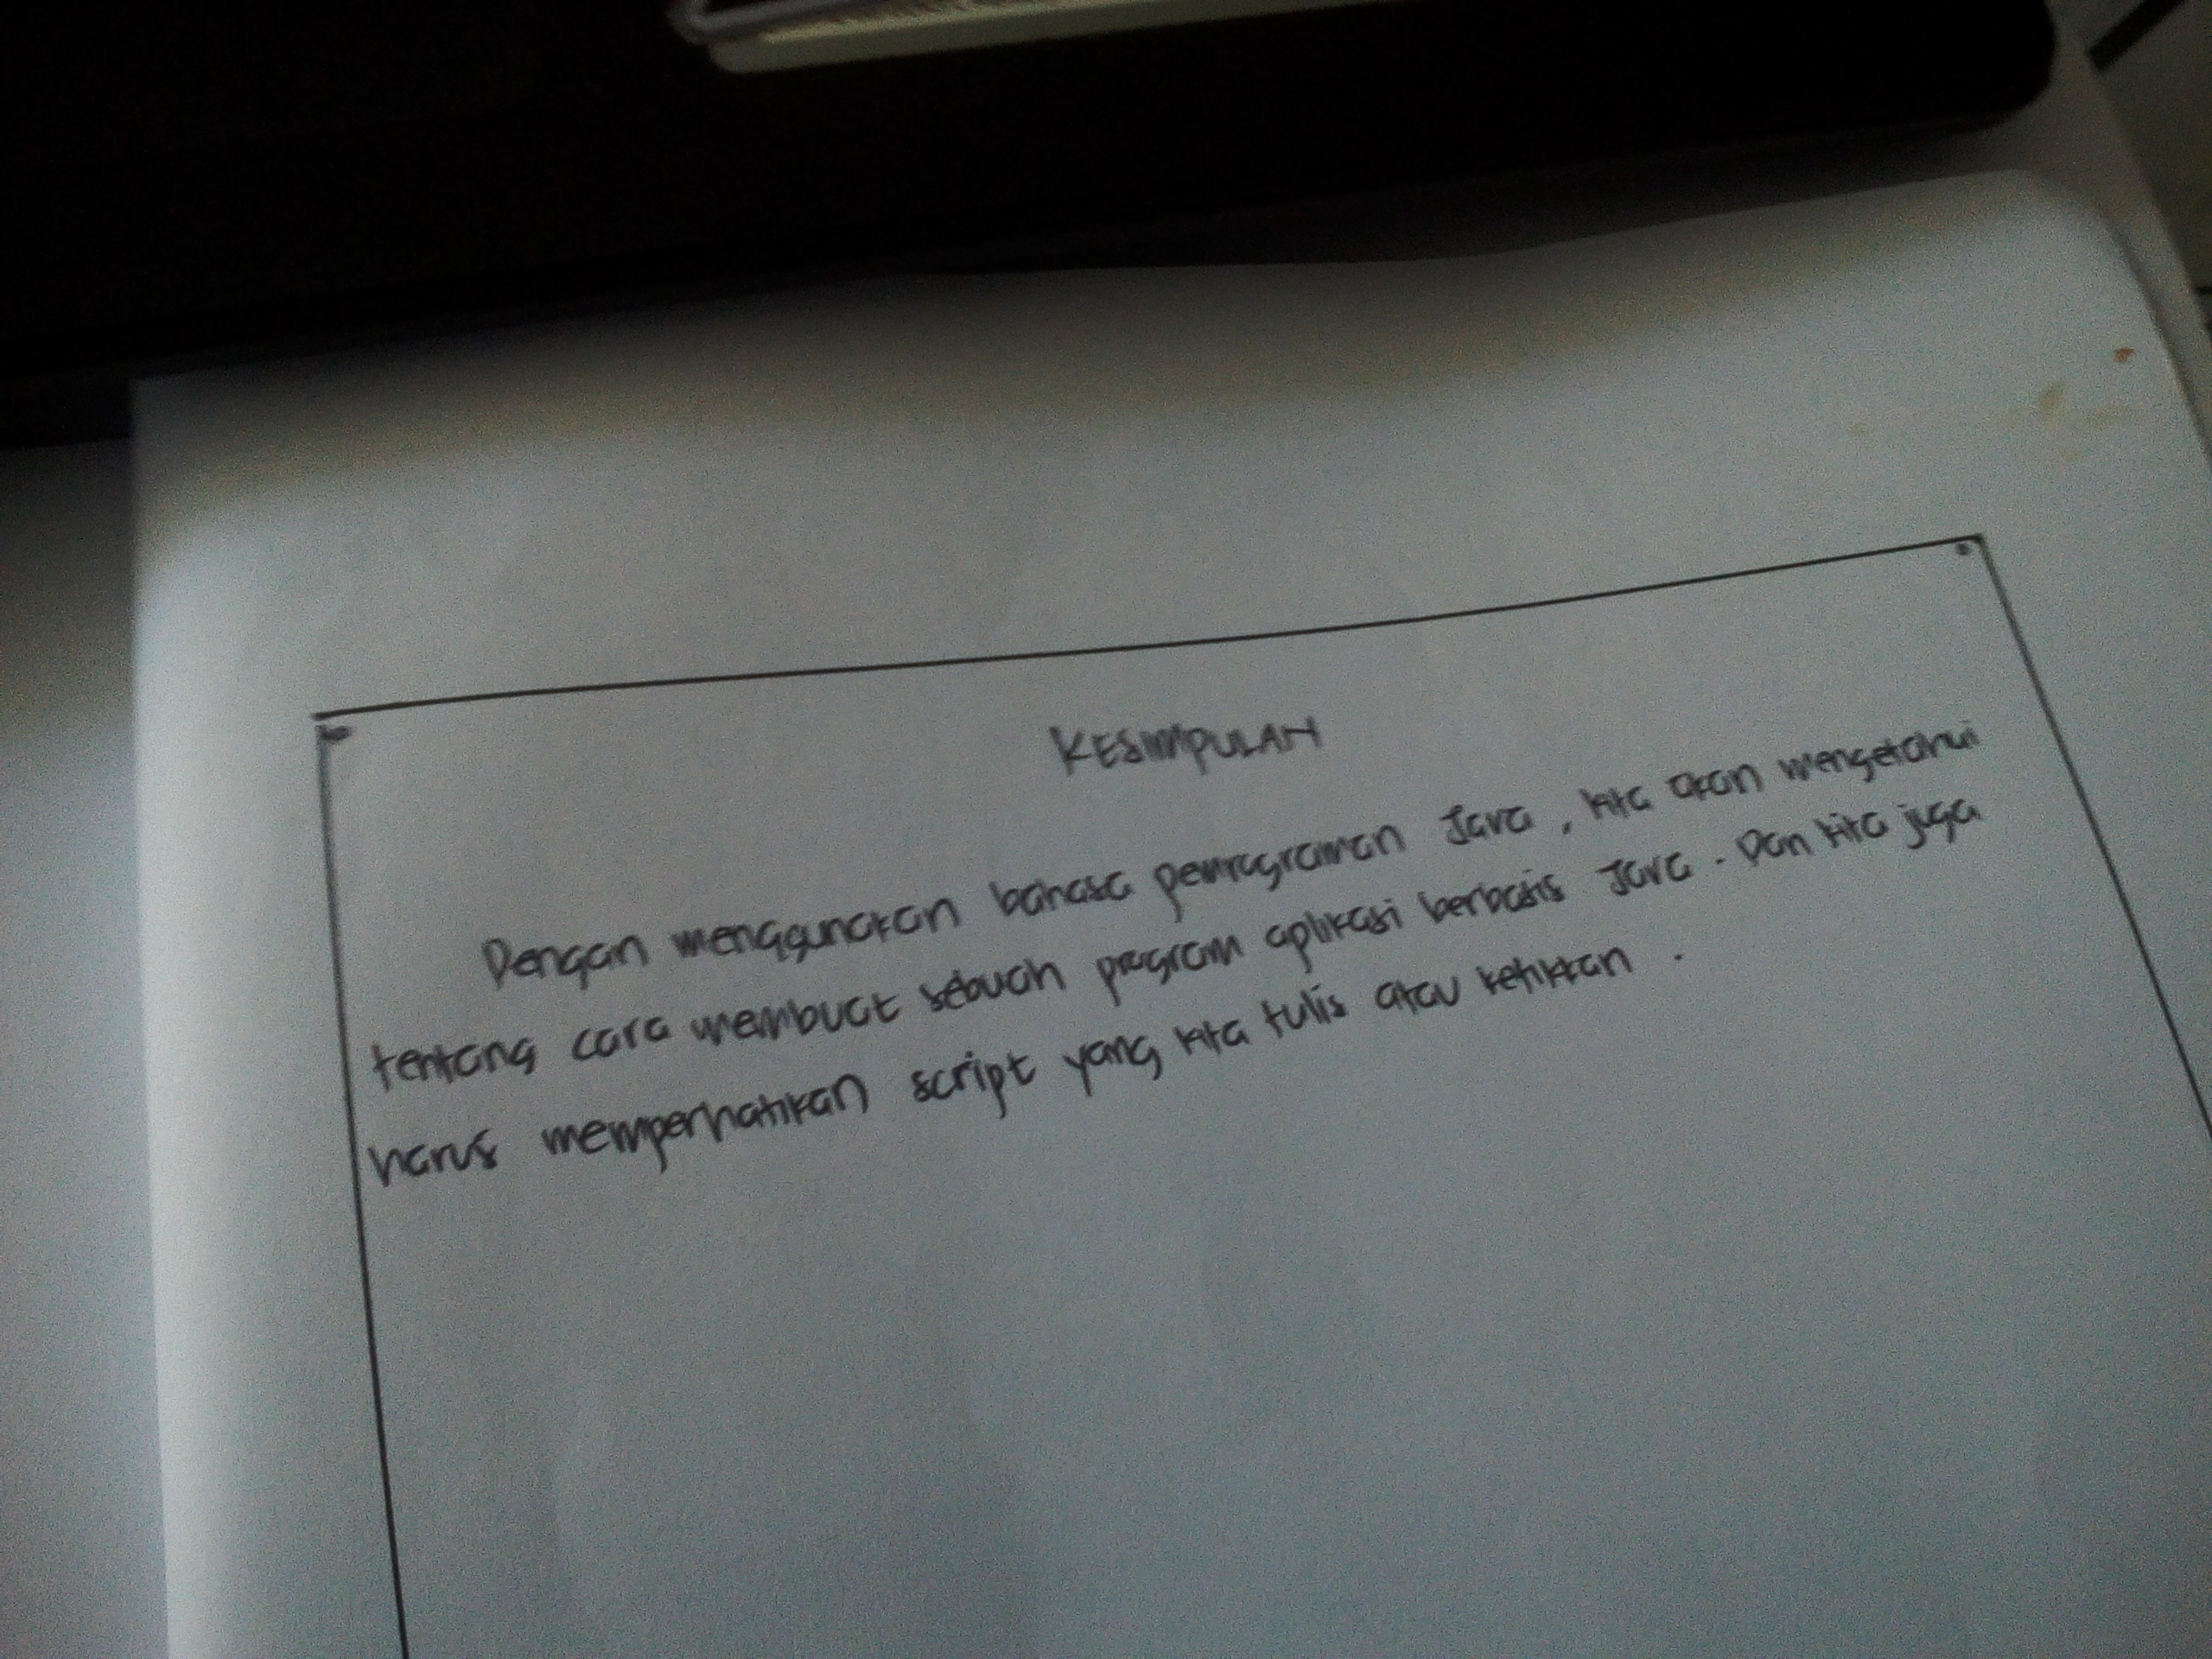 KESIMPULAN
Dengan menggunakan bahasa pemrograman Java, kita akan mengetahui
tentang cara membuat sebuah program aplikasi berbasis Java. Dan kita juga
harus memperhatikan script yang kita tulis atau ketikkan.